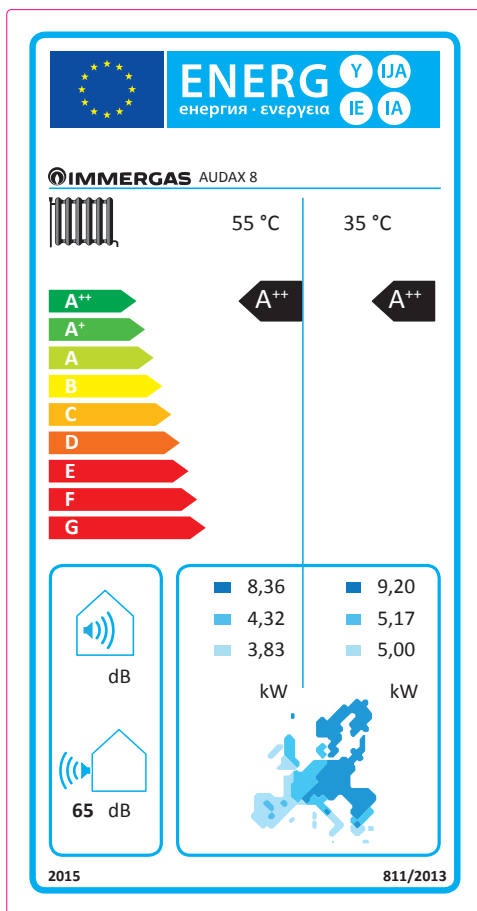 ENERG Y IJA
енергия · ενεργεια IE IA
IMMERGAS AUDAX 8
55 °C 35 °C
A⁺⁺ A⁺⁺
A⁺⁺
A⁺
A
B
C
D
E
F
G
8,36 9,20
4,32 5,17
3,83 5,00
kW kW
dB
65 dB
2015 811/2013